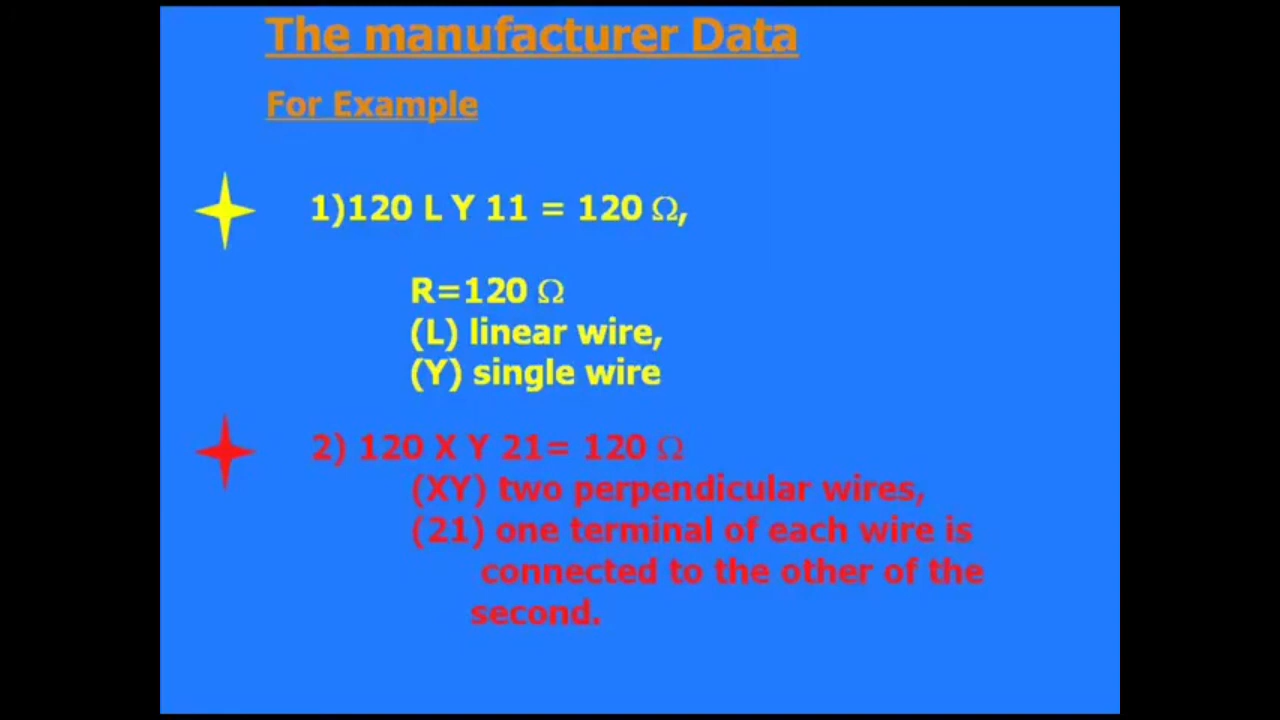 The manufacturer Data
For Example
1)120 L Y 11 = 120 Ω,
R=120 Ω
(L) linear wire,
(Y) single wire
2) 120 X Y 21= 120 Ω
(XY) two perpendicular wires,
(21) one terminal of each wire is
connected to the other of the
second.